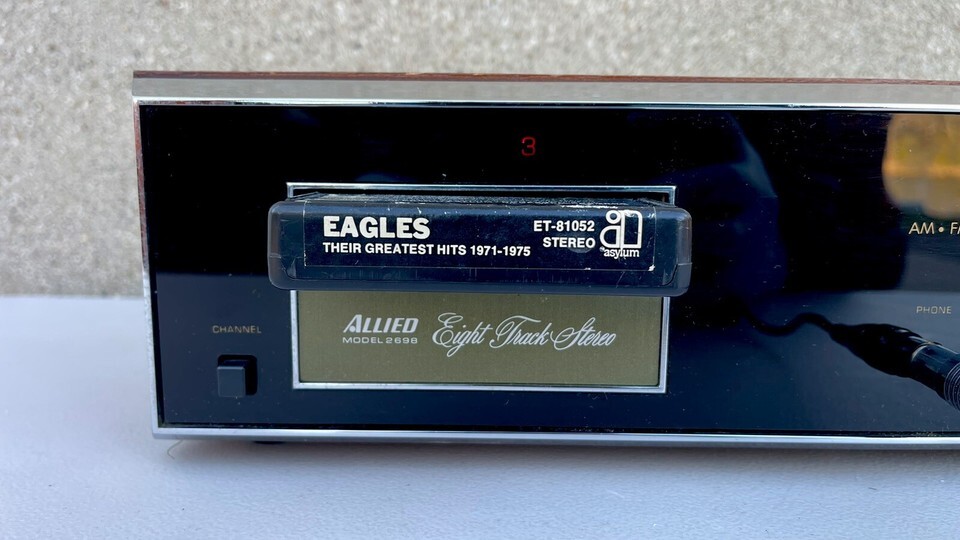 3
EAGLES
THEIR GREATEST HITS 1971-1975
ET-81052
STEREO
asylum
AM • FM
PHONE
CHANNEL
ALLIED
MODEL 2698
Eight Track Stereo